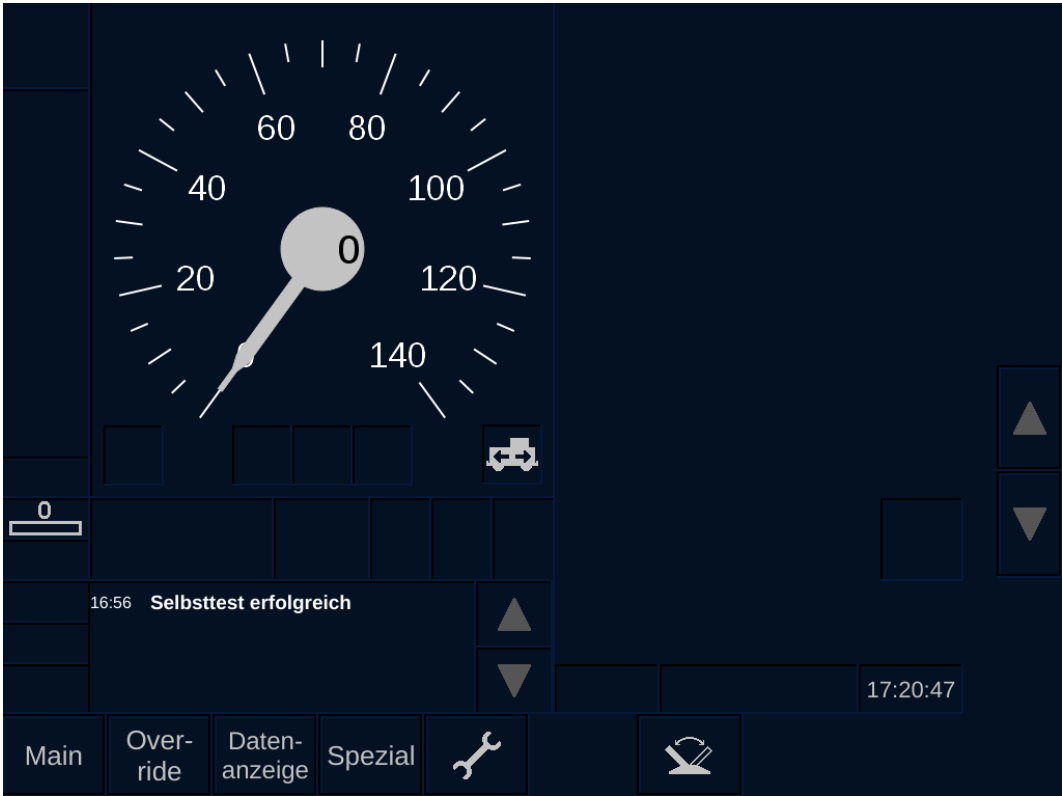 60
80
40
100
0
20
120
0
140
0
16:56 Selbsttest erfolgreich
17:20:47
Main
Over-
ride
Daten-
anzeige
Spezial